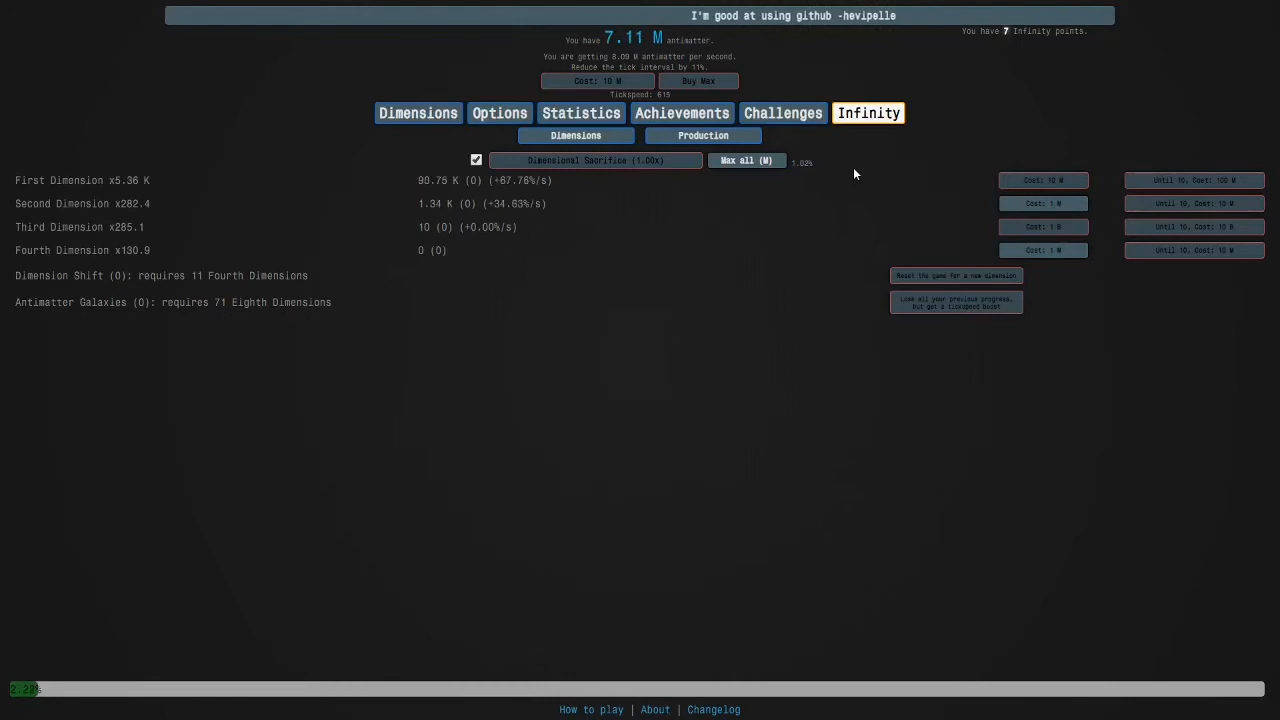 I'm good at using github -hevipelle
You have 7.11 M antimatter.
You have 7 Infinity points.
You are getting 8.09 M antimatter per second.
Reduce the tick interval by 11%.
Cost: 10 M Buy Max
Tickspeed: 615
Dimensions Options Statistics Achievements Challenges Infinity
Dimensions Production
Dimensional Sacrifice (1.00x) Max all (M) 1.02%
First Dimension x5.36 K 90.75 K (0) (+67.76%/s) Cost: 10 M Until 10, Cost: 100 M
Second Dimension x282.4 1.34 K (0) (+34.63%/s) Cost: 1 M Until 10, Cost: 10 M
Third Dimension x285.1 10 (0) (+0.00%/s) Cost: 1 B Until 10, Cost: 10 B
Fourth Dimension x130.9 0 (0) Cost: 1 M Until 10, Cost: 10 M
Dimension Shift (0): requires 11 Fourth Dimensions Reset the game for a new dimension
Antimatter Galaxies (0): requires 71 Eighth Dimensions Lose all your previous progress,
but get a tickspeed boost
2.22%
How to play | About | Changelog